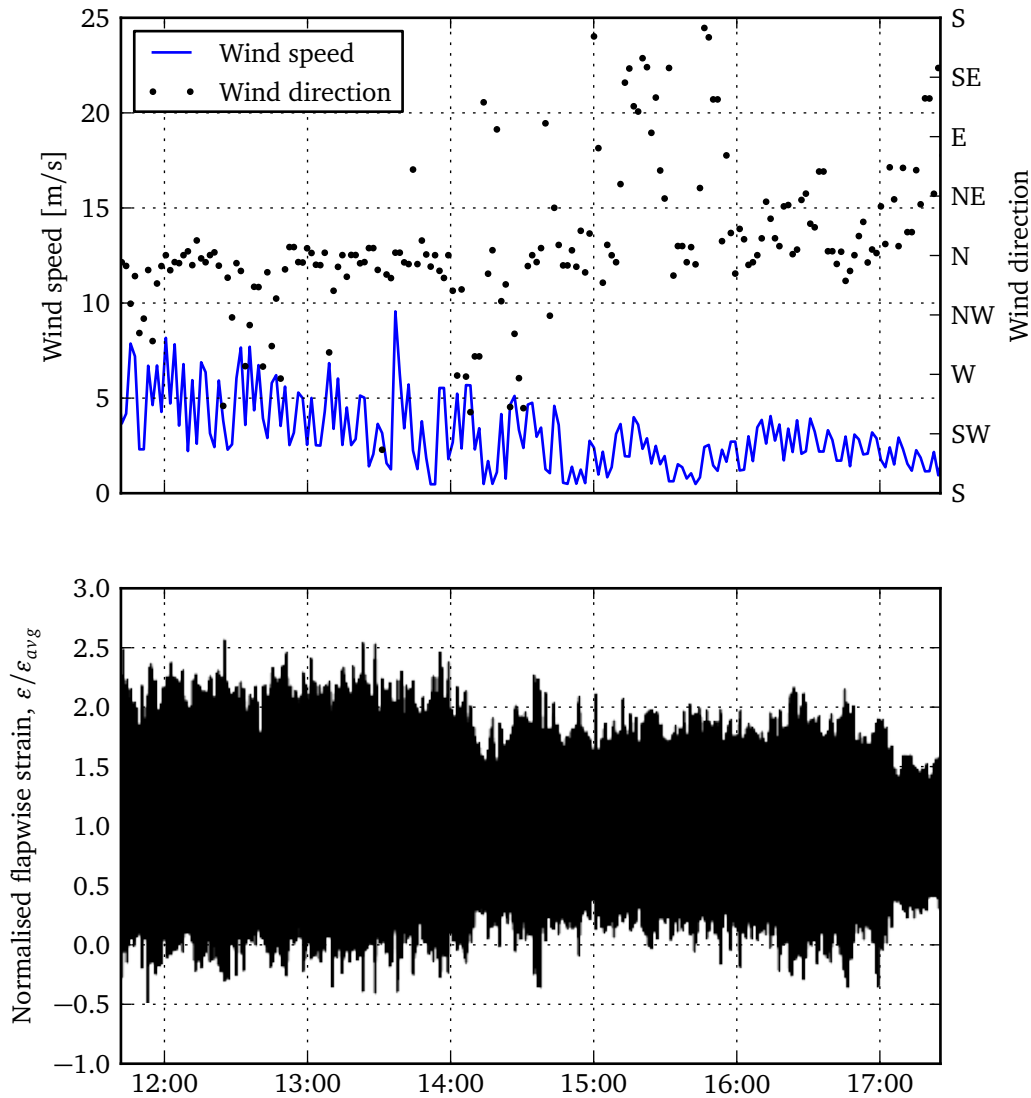 25
20
15
10
5
0
Wind speed [m/s]
Wind speed
Wind direction
S
SE
E
NE
N
NW
W
SW
S
Wind direction
3.0
2.5
2.0
1.5
1.0
0.5
0.0
−0.5
−1.0
Normalised flapwise strain, ε/ε_avg
12:00 13:00 14:00 15:00 16:00 17:00